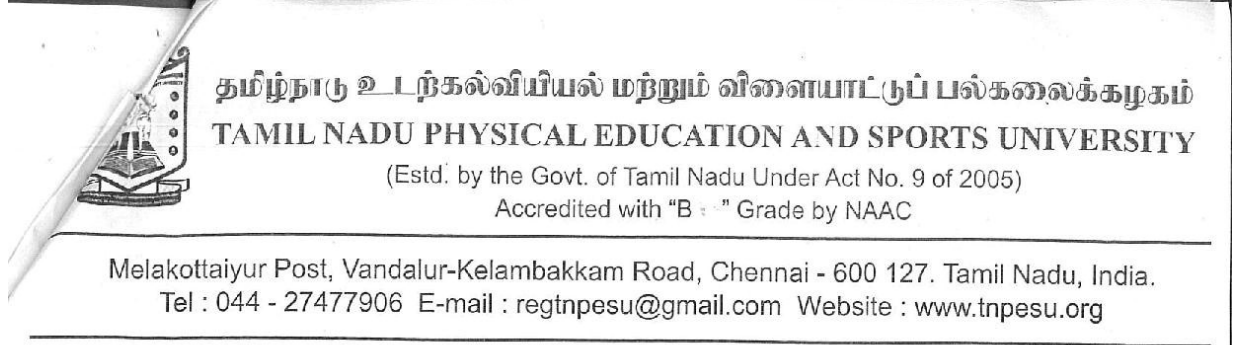 தமிழ்நாடு உடற்கல்வியியல் மற்றும் விளையாட்டுப் பல்கலைக்கழகம்
TAMIL NADU PHYSICAL EDUCATION AND SPORTS UNIVERSITY
(Estd. by the Govt. of Tamil Nadu Under Act No. 9 of 2005)
Accredited with “B ” Grade by NAAC
Melakottaiyur Post, Vandalur-Kelambakkam Road, Chennai - 600 127. Tamil Nadu, India.
Tel : 044 - 27477906 E-mail : regtnpesu@gmail.com Website : www.tnpesu.org